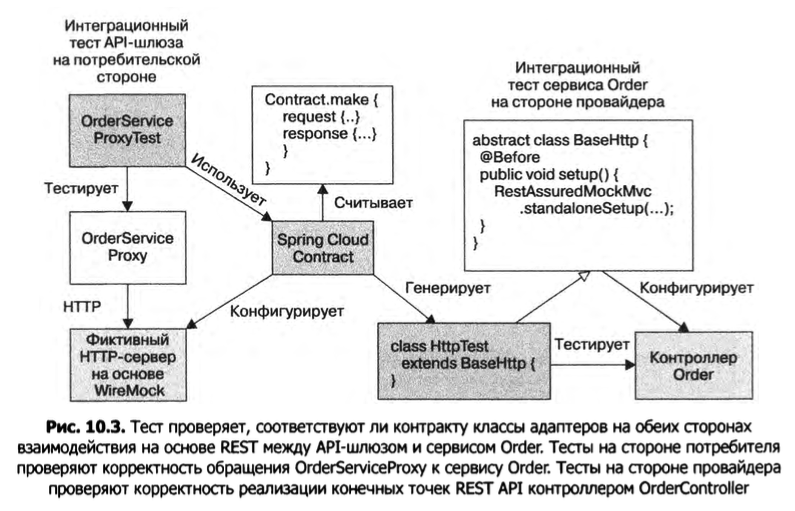 Интеграционный
тест API-шлюза
на потребительской
стороне
OrderService
ProxyTest
Тестирует
OrderService
Proxy
HTTP
Фиктивный
HTTP-сервер
на основе
WireMock
Использует
Contract.make {
request {..}
response {...}
}
}
Считывает
Spring Cloud
Contract
Конфигурирует
Генерирует
Интеграционный
тест сервиса Order
на стороне провайдера
abstract class BaseHttp {
@Before
public void setup() {
RestAssuredMockMvc
.standaloneSetup(...);
}
}
Конфигурирует
class HttpTest
extends BaseHttp {
}
Тестирует
Контроллер
Order
Рис. 10.3. Тест проверяет, соответствуют ли контракту классы адаптеров на обеих сторонах
взаимодействия на основе REST между API-шлюзом и сервисом Order. Тесты на стороне потребителя
проверяют корректность обращения OrderServiceProxy к сервису Order. Тесты на стороне провайдера
проверяют корректность реализации конечных точек REST API контроллером OrderController